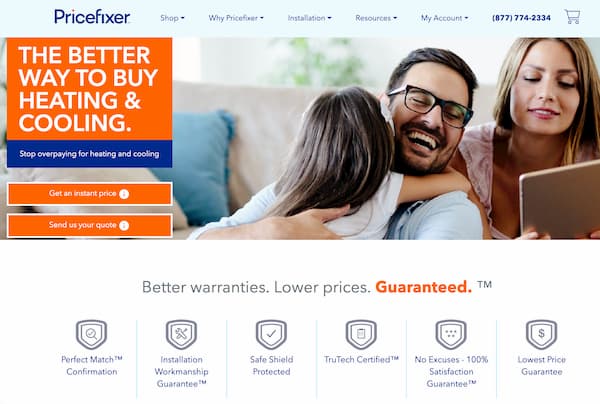 Pricefixer
Shop Why Pricefixer Installation Resources My Account (877) 774-2334
THE BETTER
WAY TO BUY
HEATING &
COOLING.
Stop overpaying for heating and cooling
Get an instant price
Send us your quote
Better warranties. Lower prices. Guaranteed. ™
Perfect Match™
Confirmation
Installation
Workmanship
Guarantee™
Safe Shield
Protected
TruTech Certified™
No Excuses - 100%
Satisfaction
Guarantee™
$
Lowest Price
Guarantee